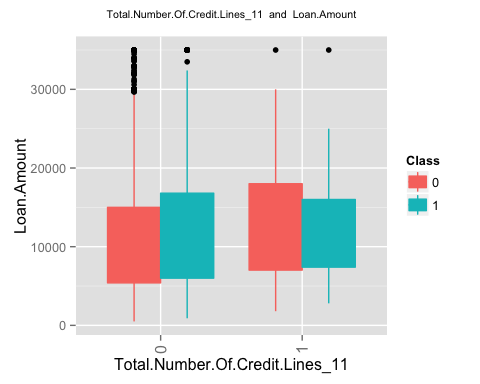 Total.Number.Of.Credit.Lines_11 and Loan.Amount
30000
20000
10000
0
Loan.Amount
0
1
Total.Number.Of.Credit.Lines_11
Class
0
1